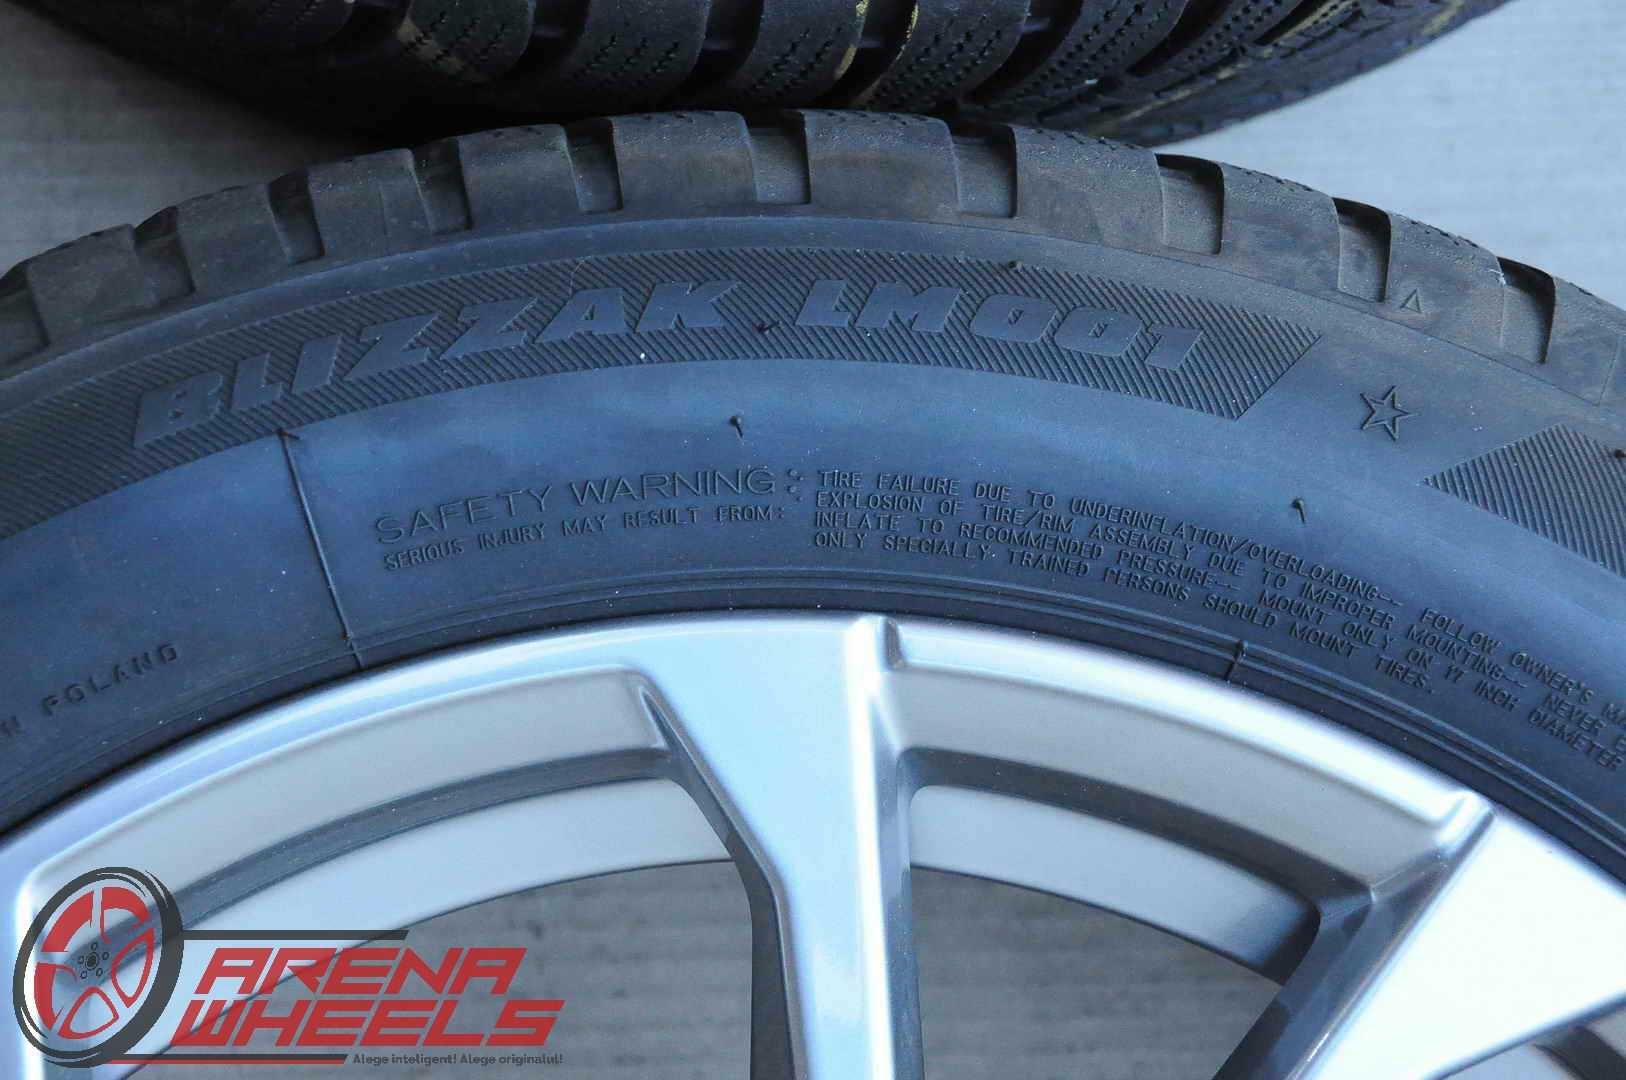 BLIZZAK LM001
SAFETY WARNING:
SERIOUS INJURY MAY RESULT FROM:
TIRE FAILURE DUE TO UNDERINFLATION/OVERLOADING-- FOLLOW OWNER'S
EXPLOSION OF TIRE/RIM ASSEMBLY DUE TO IMPROPER MOUNTING-- NEVER
INFLATE TO RECOMMENDED PRESSURE-- MOUNT ONLY ON 17 INCH DIAMETER
ONLY SPECIALLY TRAINED PERSONS SHOULD MOUNT TIRES.
POLAND
ARENA
WHEELS
Alege inteligent! Alege originalul!